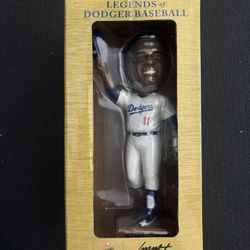 LEGENDS of
DODGER BASEBALL
Dodgers
11